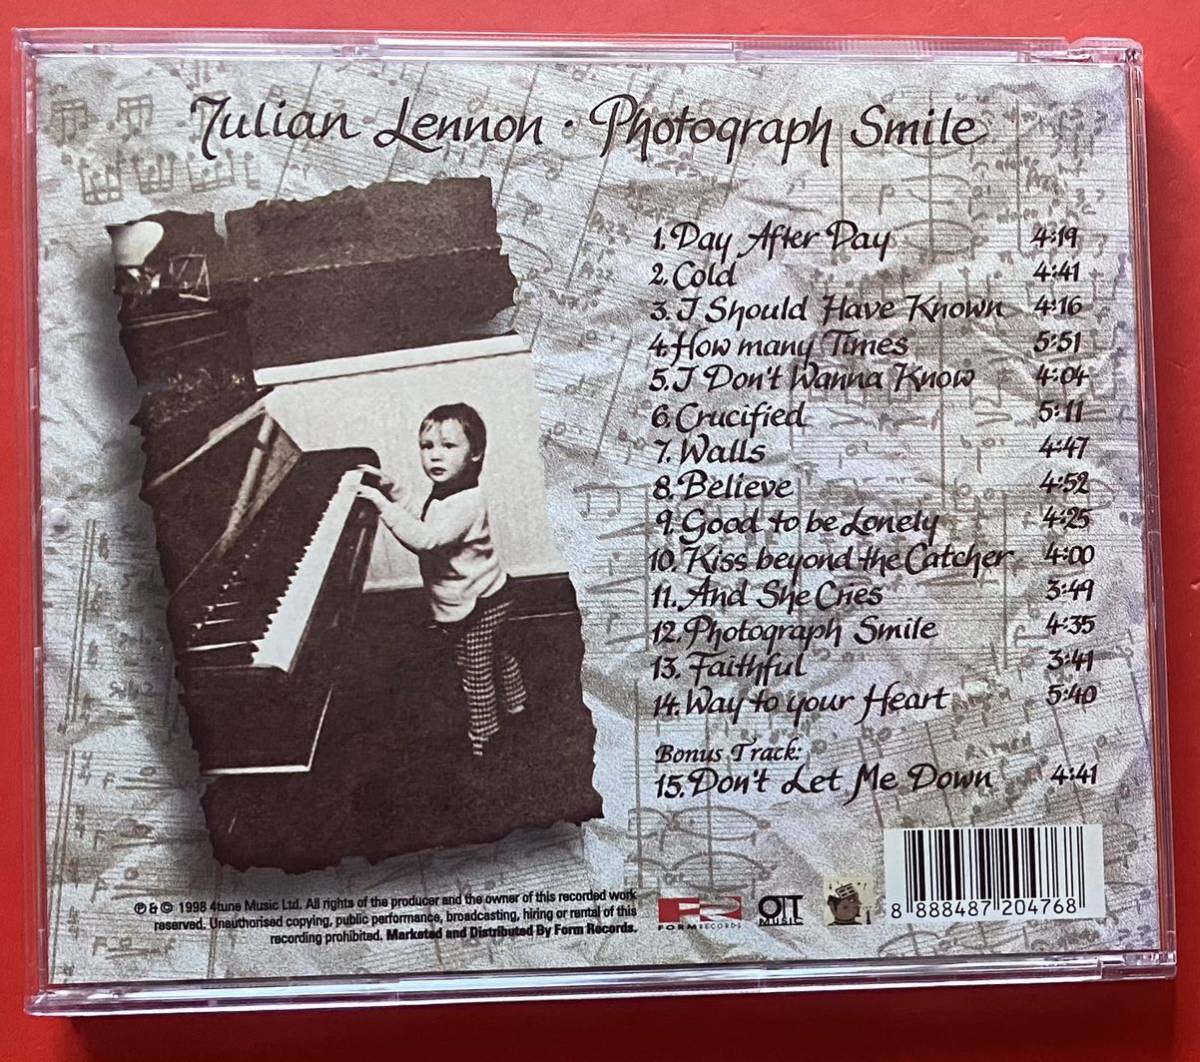 Julian Lennon · Photograph Smile
1. Day After Day 4:19
2. Cold 4:41
3. I Should Have Known 4:16
4. How many Times 5:51
5. I Don't Wanna Know 4:04
6. Crucified 5:11
7. Walls 4:47
8. Believe 4:52
9. Good to be Lonely 4:25
10. Kiss beyond the Catcher 4:00
11. And She Cries 3:49
12. Photograph Smile 4:35
13. Faithful 3:41
14. Way to your Heart 5:40
Bonus Track:
15. Don't Let Me Down 4:41
℗ & © 1998 4tune Music Ltd. All rights of the producer and the owner of this recorded work
reserved. Unauthorised copying, public performance, broadcasting, hiring or rental of this
recording prohibited. Marketed and Distributed By Form Records.
FORM RECORDS
OTT
MUSIC
8 888487 204768